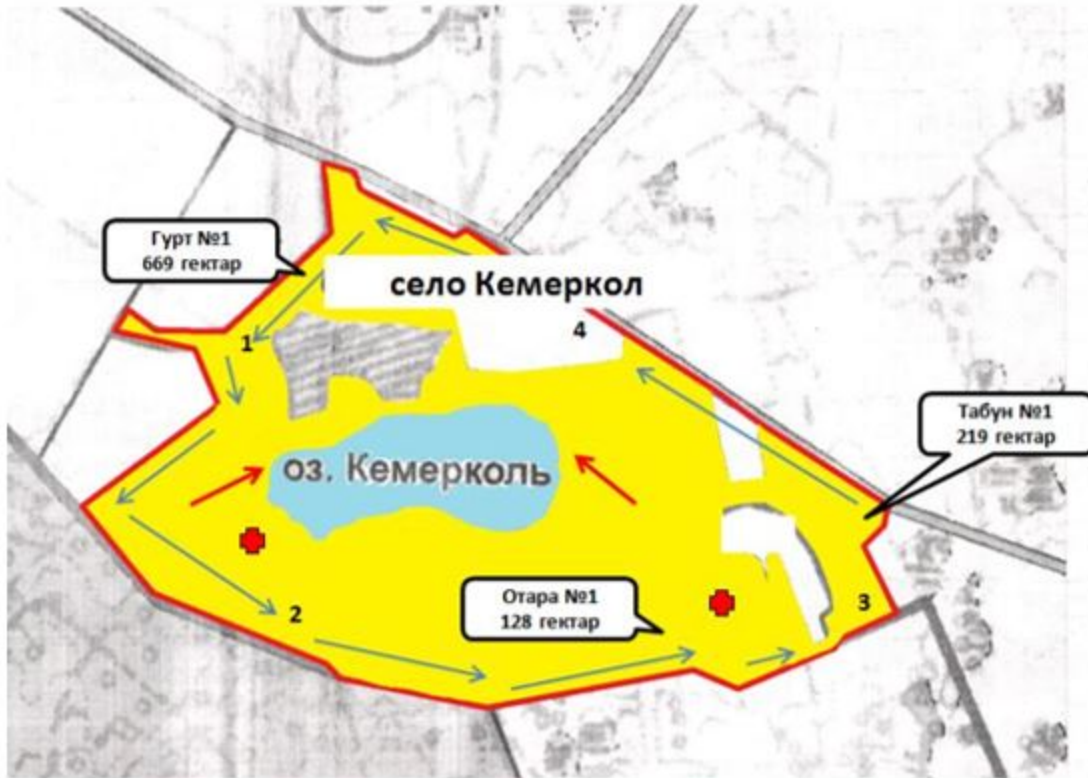 Гурт №1
669 гектар
село Кемеркол
1
4
Табун №1
219 гектар
оз. Кемерколь
Отара №1
128 гектар
3
2